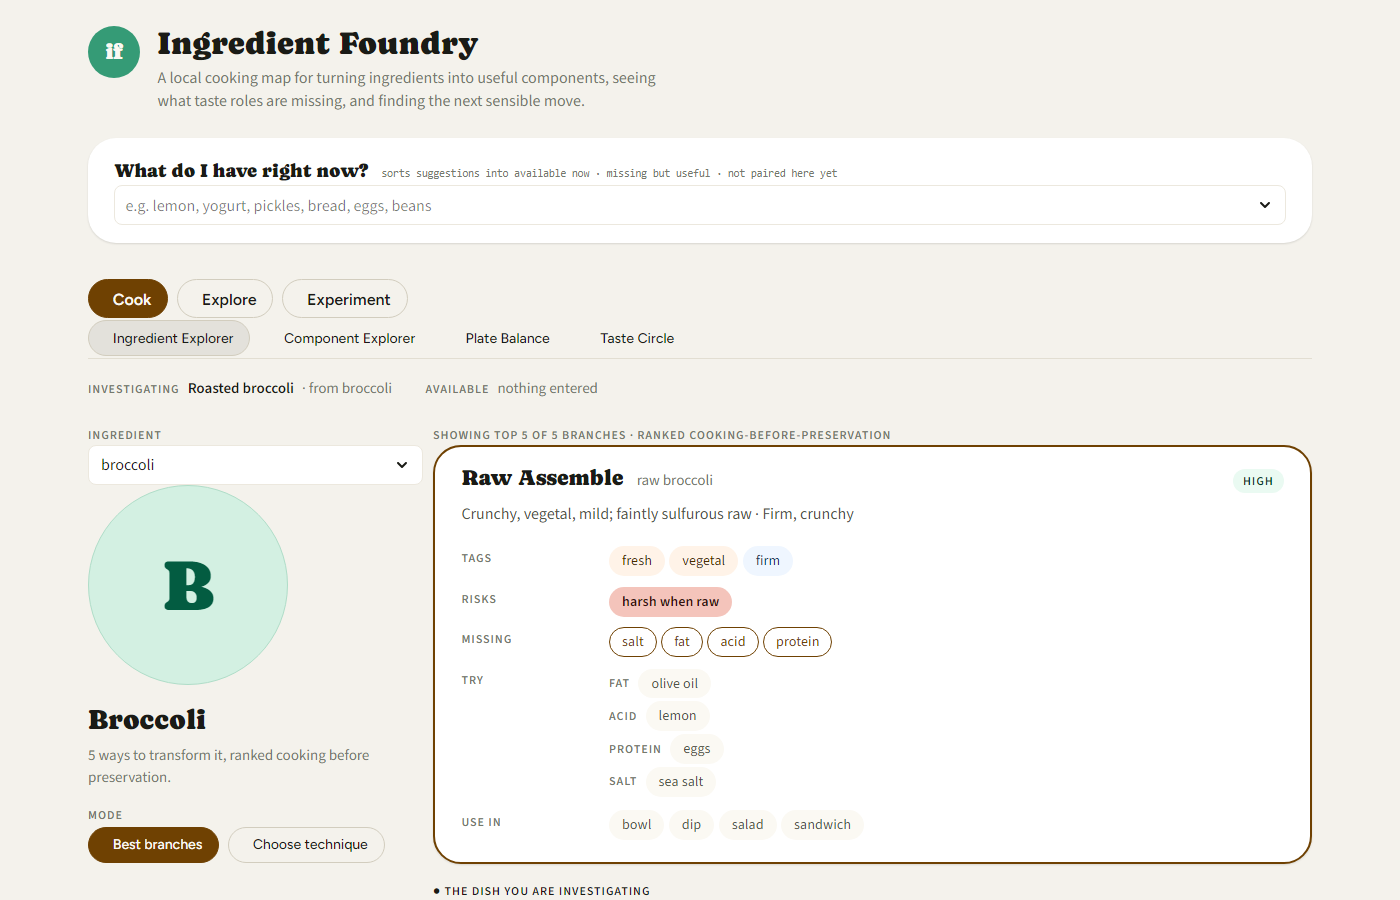 if
Ingredient Foundry
A local cooking map for turning ingredients into useful components, seeing
what taste roles are missing, and finding the next sensible move.
What do I have right now? sorts suggestions into available now · missing but useful · not paired here yet
e.g. lemon, yogurt, pickles, bread, eggs, beans
Cook Explore Experiment
Ingredient Explorer Component Explorer Plate Balance Taste Circle
INVESTIGATING Roasted broccoli · from broccoli AVAILABLE nothing entered
INGREDIENT
broccoli
B
Broccoli
5 ways to transform it, ranked cooking before
preservation.
MODE
Best branches Choose technique
SHOWING TOP 5 OF 5 BRANCHES · RANKED COOKING-BEFORE-PRESERVATION
Raw Assemble raw broccoli HIGH
Crunchy, vegetal, mild; faintly sulfurous raw · Firm, crunchy
TAGS fresh vegetal firm
RISKS harsh when raw
MISSING salt fat acid protein
TRY FAT olive oil
ACID lemon
PROTEIN eggs
SALT sea salt
USE IN bowl dip salad sandwich
● THE DISH YOU ARE INVESTIGATING